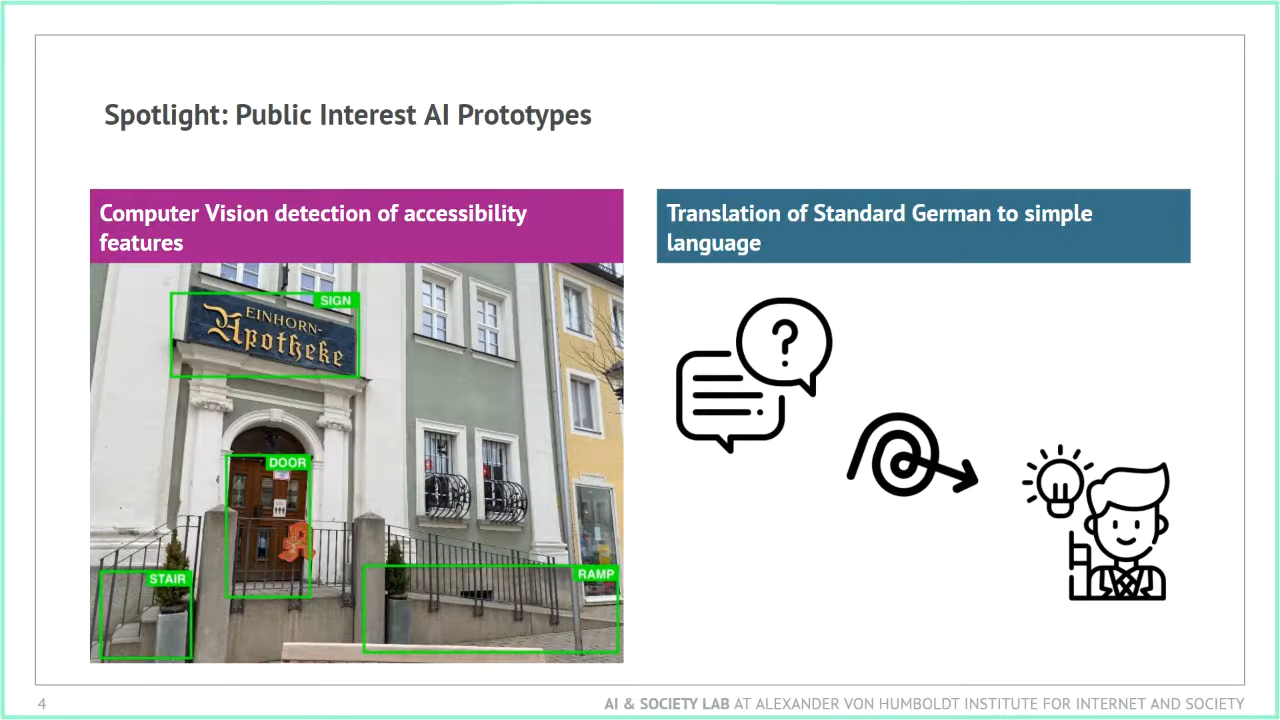 Spotlight: Public Interest AI Prototypes
Computer Vision detection of accessibility
features
Translation of Standard German to simple
language
SIGN
EINHORN-
Apotheke
DOOR
STAIR
RAMP
?
4
AI & SOCIETY LAB AT ALEXANDER VON HUMBOLDT INSTITUTE FOR INTERNET AND SOCIETY